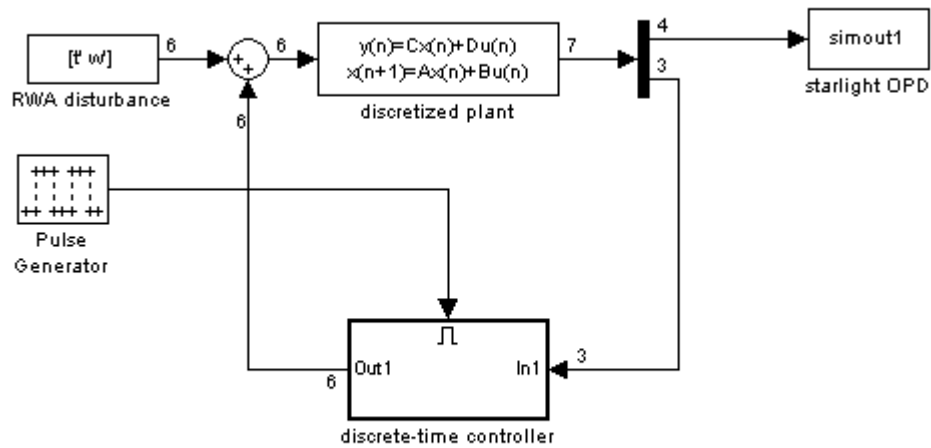 [t' w']
RWA disturbance
6
+
+
6
6
y(n)=Cx(n)+Du(n)
x(n+1)=Ax(n)+Bu(n)
discretized plant
7
4
3
simout1
starlight OPD
Pulse
Generator
Out1
In1
6
3
discrete-time controller